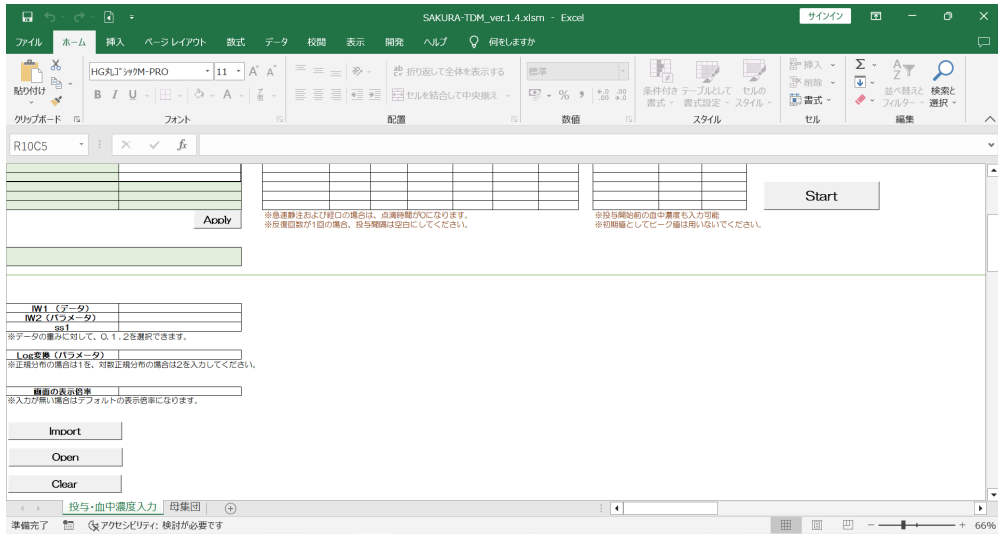 SAKURA-TDM_ver.1.4.xlsm - Excel
サインイン
ファイル ホーム 挿入 ページ レイアウト 数式 データ 校閲 表示 開発 ヘルプ 何をしますか
貼り付け
HG丸ｺﾞｼｯｸM-PRO 11 A A
B I U A
折り返して全体を表示する
セルを結合して中央揃え
標準
% 9
条件付き書式
テーブルとして書式設定
セルのスタイル
挿入
削除
書式
Σ
並べ替えとフィルター
検索と選択
クリップボード フォント 配置 数値 スタイル セル 編集
R10C5 fx
Start
Apply
※急速静注および経口の場合は、点滴時間が0になります。
※反復回数が1回の場合、投与間隔は空白にしてください。
※投与開始前の血中濃度も入力可能
※初期値としてピーク値は用いないでください。
IW1 （データ）
IW2（パラメータ）
ss1
※データの重みに対して、0, 1 , 2を選択できます。
Log変換（パラメータ）
※正規分布の場合は1を、対数正規分布の場合は2を入力してください。
画面の表示倍率
※入力が無い場合はデフォルトの表示倍率になります。
Import
Open
Clear
投与・血中濃度入力 母集団
準備完了 アクセシビリティ: 検討が必要です 66%